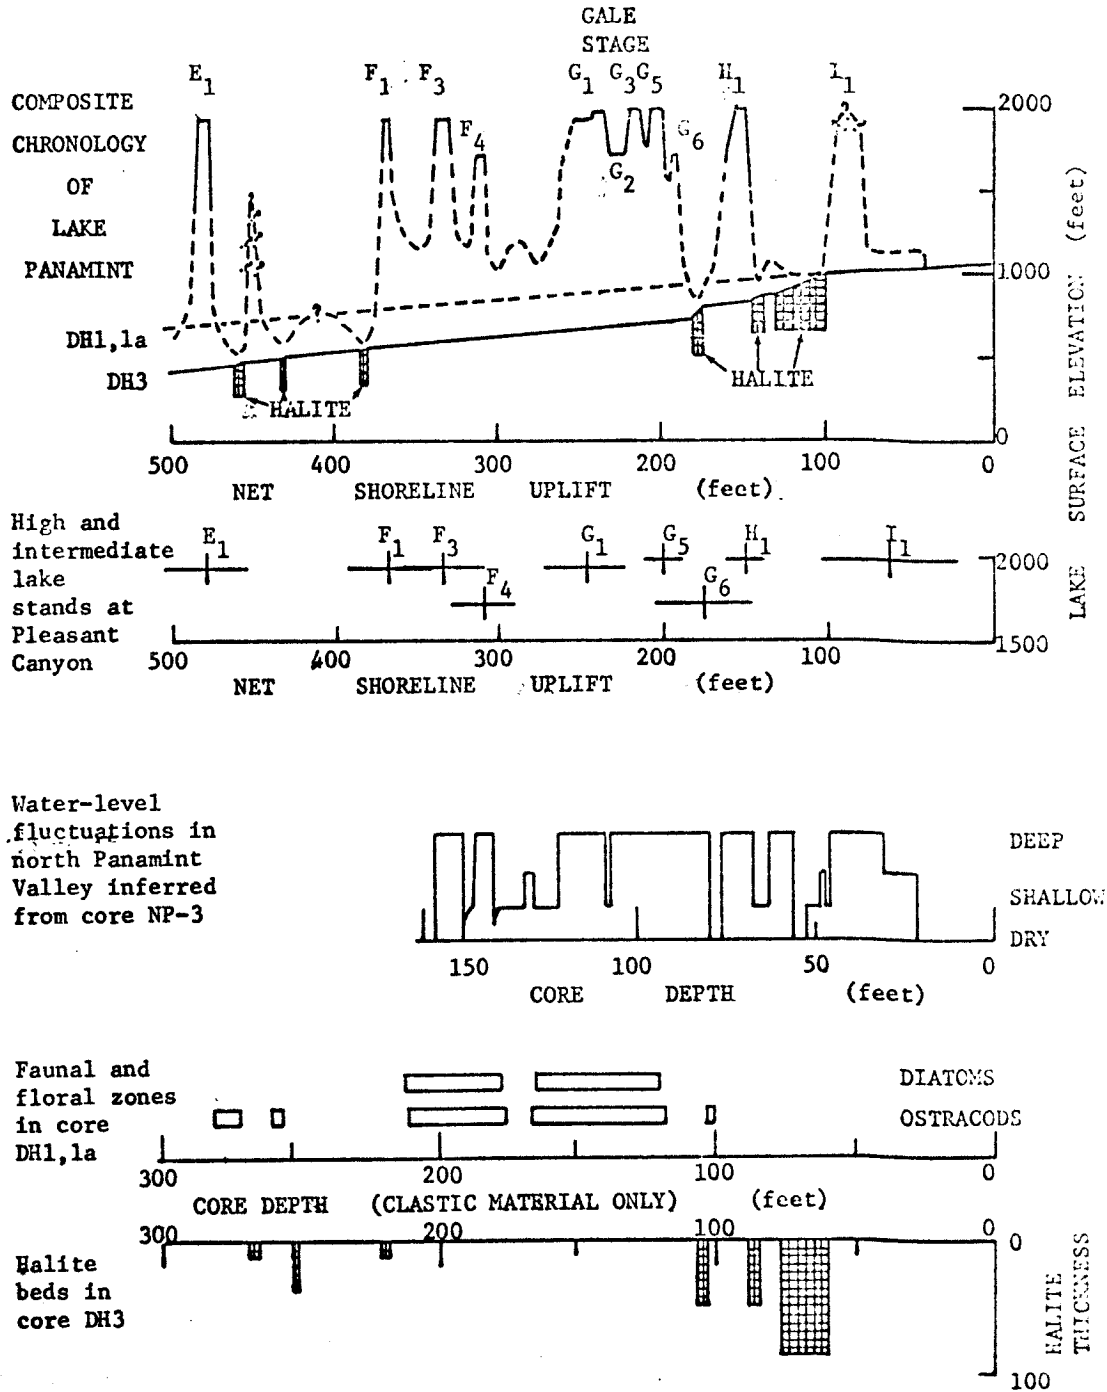 GALE
STAGE
E1 F1 F3 G1 G3 G5 H1 I1
COMPOSITE
CHRONOLOGY
OF
LAKE
PANAMINT
F4 G2 G6
2000
1000
0
DH1,1a
DH3
HALITE
HALITE
500 400 300 200 100 0
NET SHORELINE UPLIFT (feet)
LAKE SURFACE ELEVATION (feet)
High and
intermediate
lake
stands at
Pleasant
Canyon
E1 F1 F3 G1 G5 H1 I1
F4 G6
2000
1500
500 400 300 200 100
NET SHORELINE UPLIFT (feet)
Water-level
fluctuations in
north Panamint
Valley inferred
from core NP-3
DEEP
SHALLOW
DRY
150 100 50 0
CORE DEPTH (feet)
Faunal and
floral zones
in core
DH1,1a
DIATOMS
OSTRACODS
300 200 100 0
CORE DEPTH (CLASTIC MATERIAL ONLY) (feet)
300 200 100 0
Halite
beds in
core DH3
HALITE
THICKNESS
100